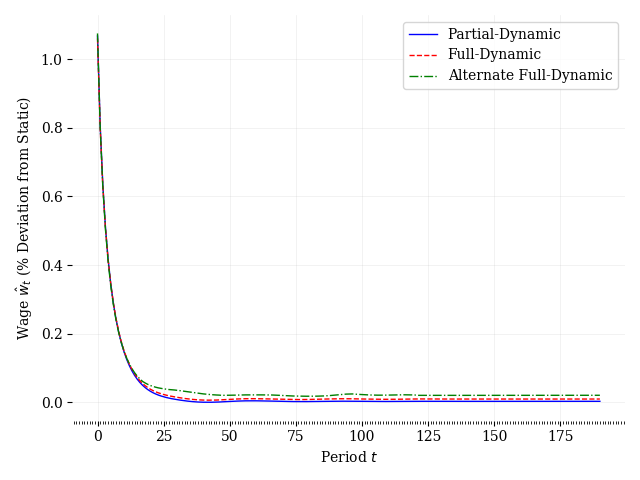 Partial-Dynamic
Full-Dynamic
Alternate Full-Dynamic
1.0
0.8
0.6
0.4
0.2
0.0
Wage ŵₜ (% Deviation from Static)
0 25 50 75 100 125 150 175
Period t